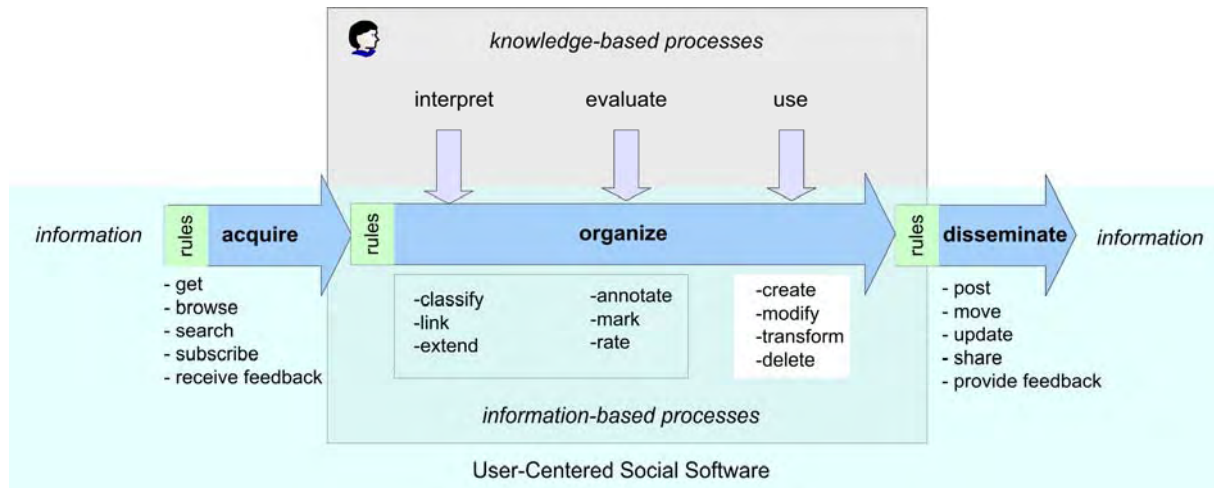 knowledge-based processes
interpret
evaluate
use
information
rules
acquire
rules
organize
rules
disseminate
information
- get
- browse
- search
- subscribe
- receive feedback
-classify
-link
-extend
-annotate
-mark
-rate
-create
-modify
-transform
-delete
- post
- move
- update
- share
- provide feedback
information-based processes
User-Centered Social Software